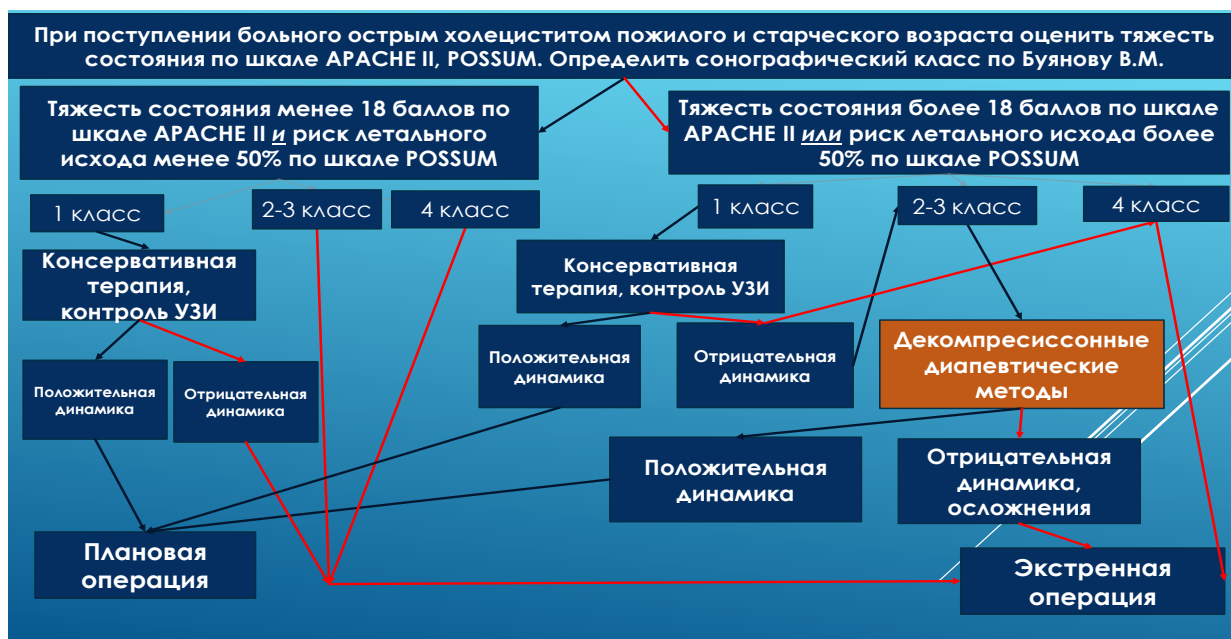 При поступлении больного острым холециститом пожилого и старческого возраста оценить тяжесть
состояния по шкале APACHE II, POSSUM. Определить сонографический класс по Буянову В.М.
Тяжесть состояния менее 18 баллов по
шкале APACHE II и риск летального
исхода менее 50% по шкале POSSUM
Тяжесть состояния более 18 баллов по шкале
APACHE II или риск летального исхода более
50% по шкале POSSUM
1 класс
2-3 класс
4 класс
1 класс
2-3 класс
4 класс
Консервативная
терапия,
контроль УЗИ
Консервативная
терапия, контроль УЗИ
Положительная
динамика
Отрицательная
динамика
Положительная
динамика
Отрицательная
динамика
Декомпресиссонные
диапевтические
методы
Положительная
динамика
Отрицательная
динамика,
осложнения
Плановая
операция
Экстренная
операция